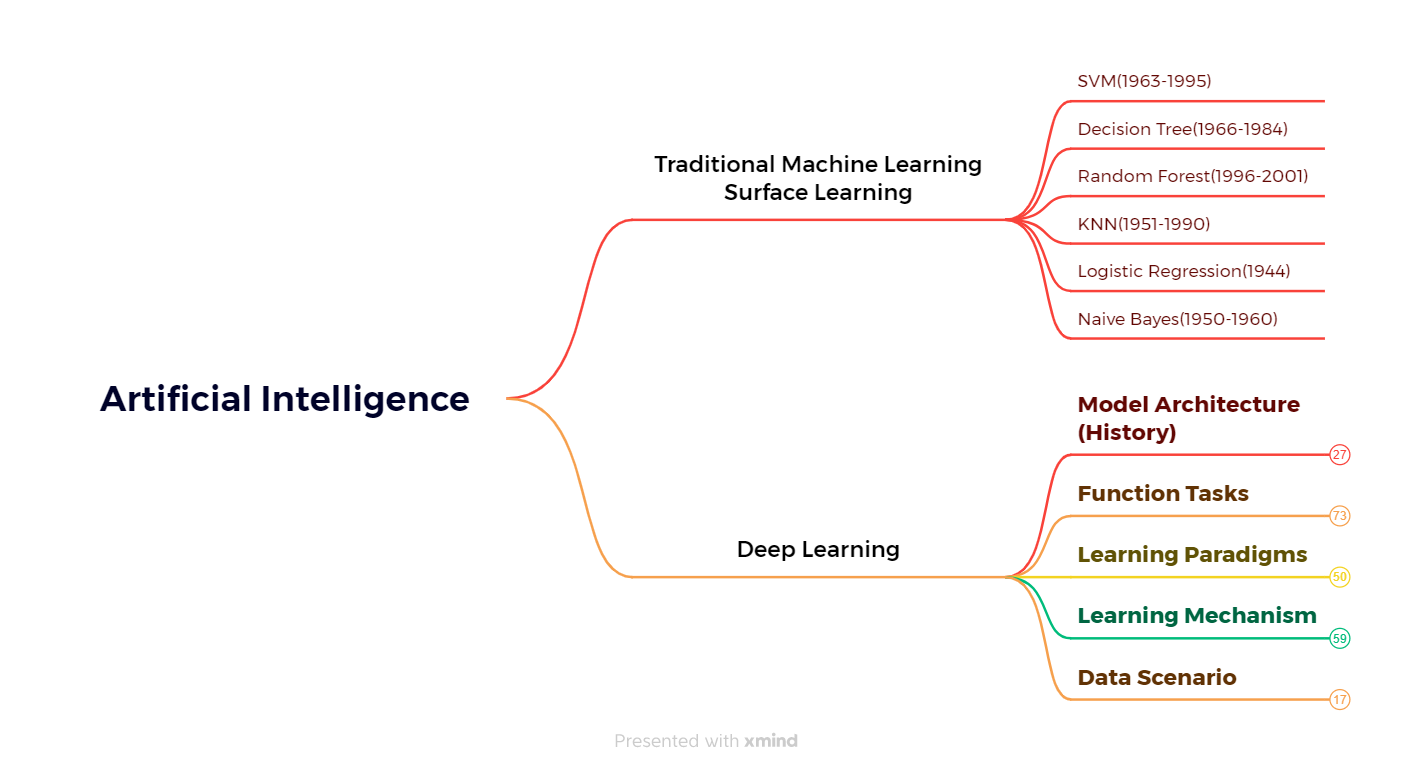 Artificial Intelligence
Traditional Machine Learning
Surface Learning
SVM(1963-1995)
Decision Tree(1966-1984)
Random Forest(1996-2001)
KNN(1951-1990)
Logistic Regression(1944)
Naive Bayes(1950-1960)
Deep Learning
Model Architecture
(History)
27
Function Tasks
73
Learning Paradigms
50
Learning Mechanism
59
Data Scenario
17
Presented with xmind